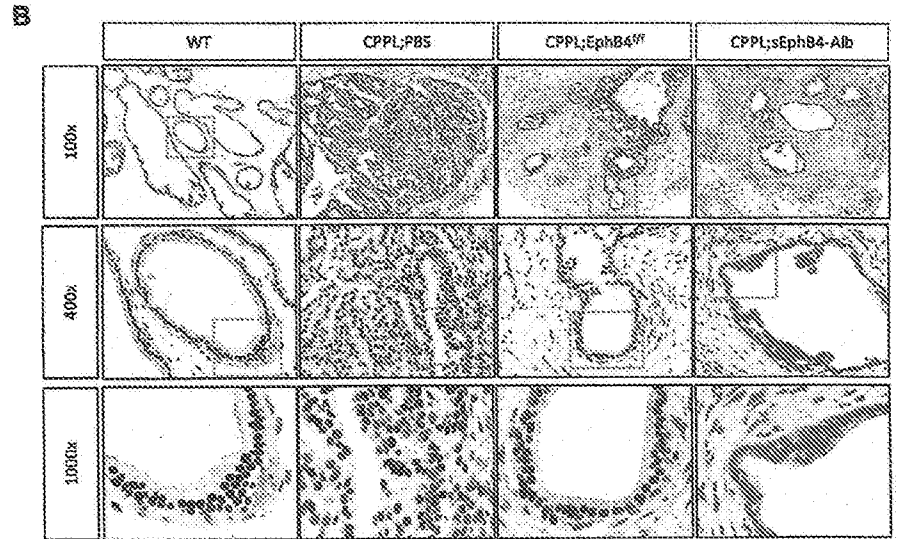 B
WT CPPL;PBS CPPL;EphB4f/f CPPL;sEphB4-Alb
100x
400x
1000x